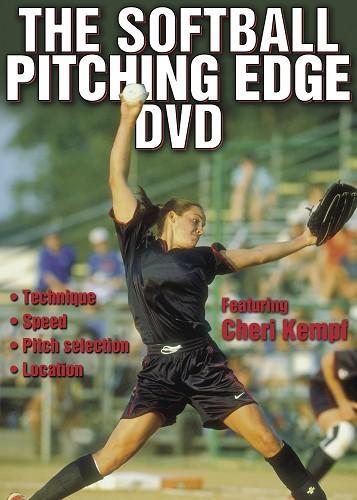 THE SOFTBALL
PITCHING EDGE
DVD
• Technique
• Speed
• Pitch selection
• Location
Featuring
Cheri Kempf